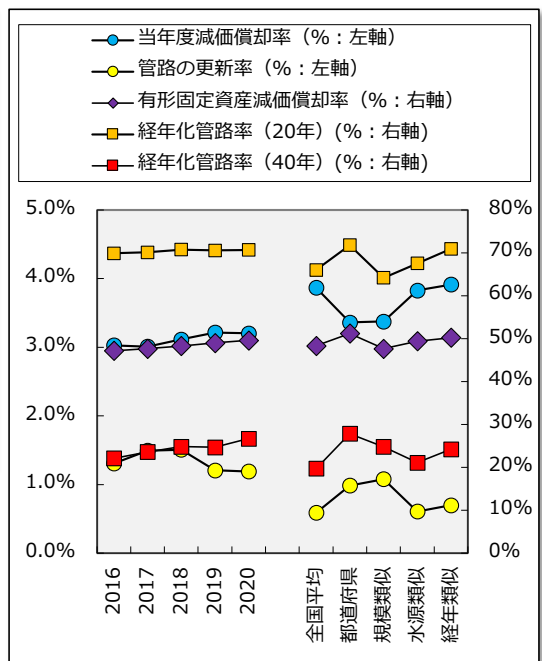 当年度減価償却率（%：左軸）
管路の更新率（%：左軸）
有形固定資産減価償却率（%：右軸）
経年化管路率（20年）(%：右軸)
経年化管路率（40年）(%：右軸)
5.0%
4.0%
3.0%
2.0%
1.0%
0.0%
80%
70%
60%
50%
40%
30%
20%
10%
0%
2016
2017
2018
2019
2020
全国平均
都道府県
規模類似
水源類似
経年類似